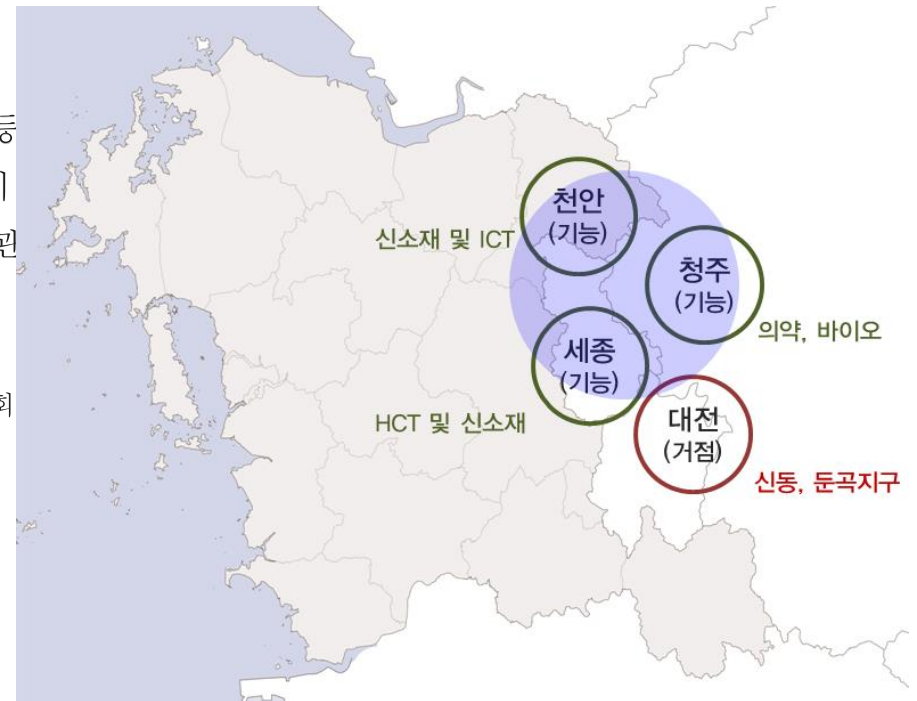 천안
(기능)
신소재 및 ICT
청주
(기능)
의약, 바이오
세종
(기능)
HCT 및 신소재
대전
(거점)
신동, 둔곡지구
회